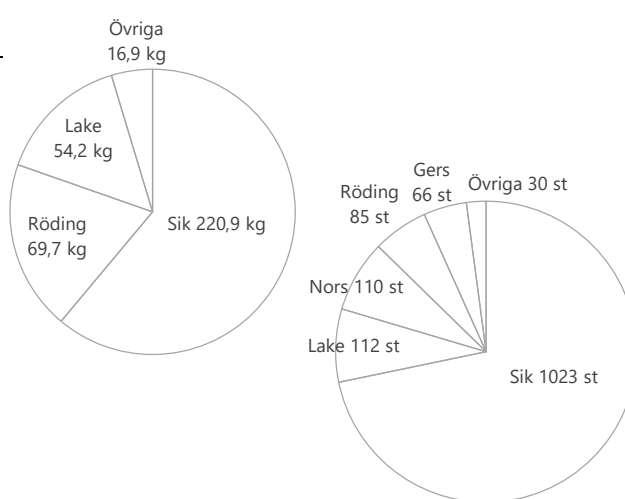 Övriga
16,9 kg
Lake
54,2 kg
Röding
69,7 kg
Sik 220,9 kg
Gers
66 st
Övriga 30 st
Röding
85 st
Nors 110 st
Lake 112 st
Sik 1023 st